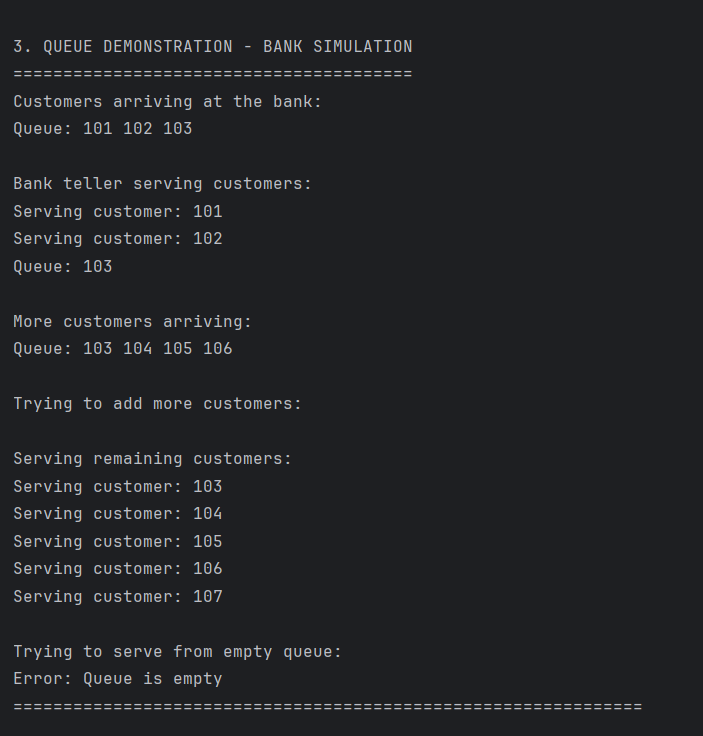 3. QUEUE DEMONSTRATION - BANK SIMULATION
========================================
Customers arriving at the bank:
Queue: 101 102 103
Bank teller serving customers:
Serving customer: 101
Serving customer: 102
Queue: 103
More customers arriving:
Queue: 103 104 105 106
Trying to add more customers:
Serving remaining customers:
Serving customer: 103
Serving customer: 104
Serving customer: 105
Serving customer: 106
Serving customer: 107
Trying to serve from empty queue:
Error: Queue is empty
===============================================================